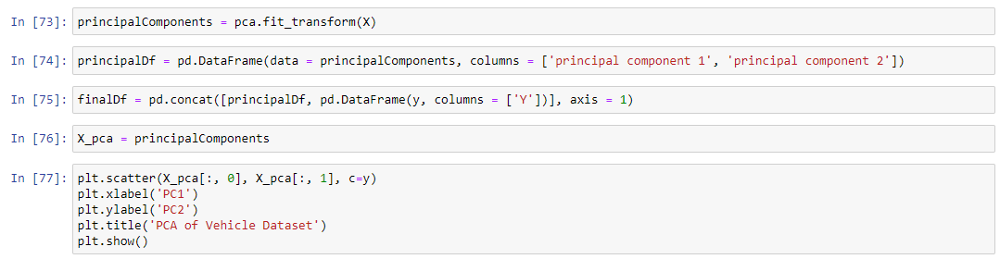 In [73]: principalComponents = pca.fit_transform(X)
In [74]: principalDf = pd.DataFrame(data = principalComponents, columns = ['principal component 1', 'principal component 2'])
In [75]: finalDf = pd.concat([principalDf, pd.DataFrame(y, columns = ['Y'])], axis = 1)
In [76]: X_pca = principalComponents
In [77]: plt.scatter(X_pca[:, 0], X_pca[:, 1], c=y)
plt.xlabel('PC1')
plt.ylabel('PC2')
plt.title('PCA of Vehicle Dataset')
plt.show()